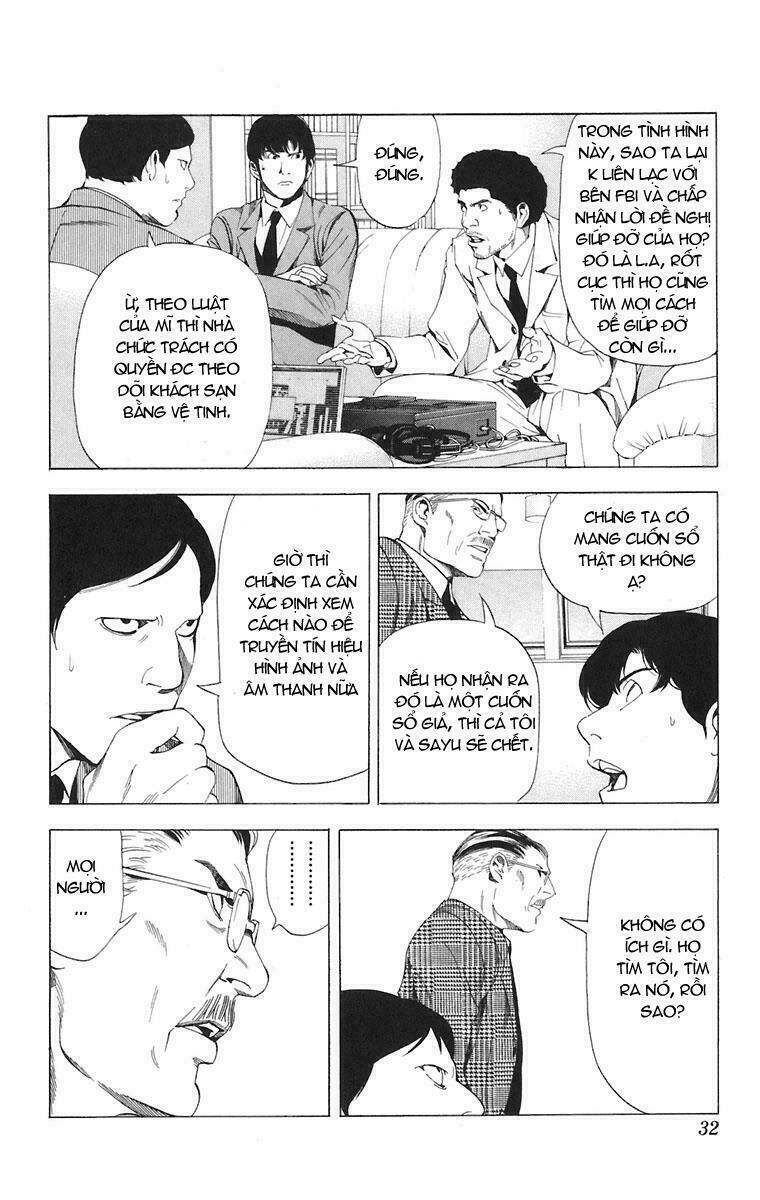 TRONG TÌNH HÌNH
NÀY, SAO TA LẠI
K LIÊN LẠC VỚI
BÊN FBI VÀ CHẤP
NHẬN LỜI ĐỀ NGHỊ
GIÚP ĐỠ CỦA HỌ?
ĐÓ LÀ L.A, RỐT
CỤC THÌ HỌ CŨNG
TÌM MỌI CÁCH
ĐỂ GIÚP ĐỠ
CÒN GÌ...
ĐÚNG,
ĐÚNG.
Ừ, THEO LUẬT
CỦA MĨ THÌ NHÀ
CHỨC TRÁCH CÓ
QUYỀN ĐC THEO
DÕI KHÁCH SẠN
BẰNG VỆ TINH.
CHÚNG TA CÓ
MANG CUỐN SỔ
THẬT ĐI KHÔNG
Ạ?
NẾU HỌ NHẬN RA
ĐÓ LÀ MỘT CUỐN
SỔ GIẢ, THÌ CẢ TÔI
VÀ SAYU SẼ CHẾT.
GIỜ THÌ
CHÚNG TA CẦN
XÁC ĐỊNH XEM
CÁCH NÀO ĐỂ
TRUYỀN TÍN HIỆU
HÌNH ẢNH VÀ
ÂM THANH NỮA
KHÔNG CÓ
ÍCH GÌ. HỌ
TÌM TÔI, TÌM
RA NÓ, RỒI
SAO?
..........
MỌI
NGƯỜI
...
32